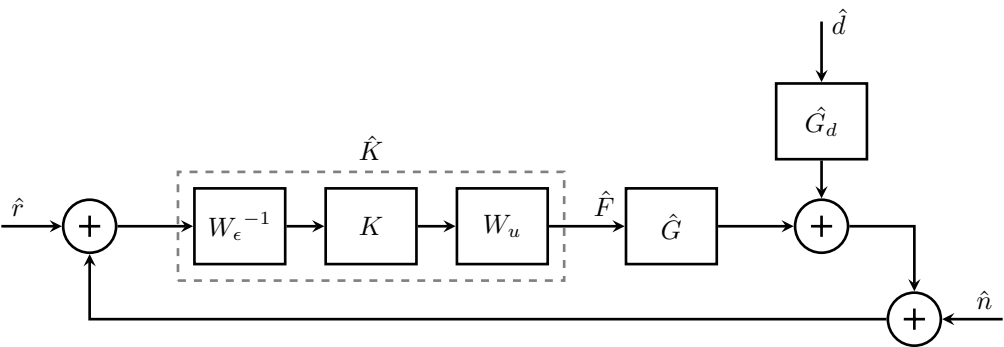 d̂
Ĝ_d
K̂
r̂
+
W_ϵ^{-1}
K
W_u
F̂
Ĝ
+
+
n̂